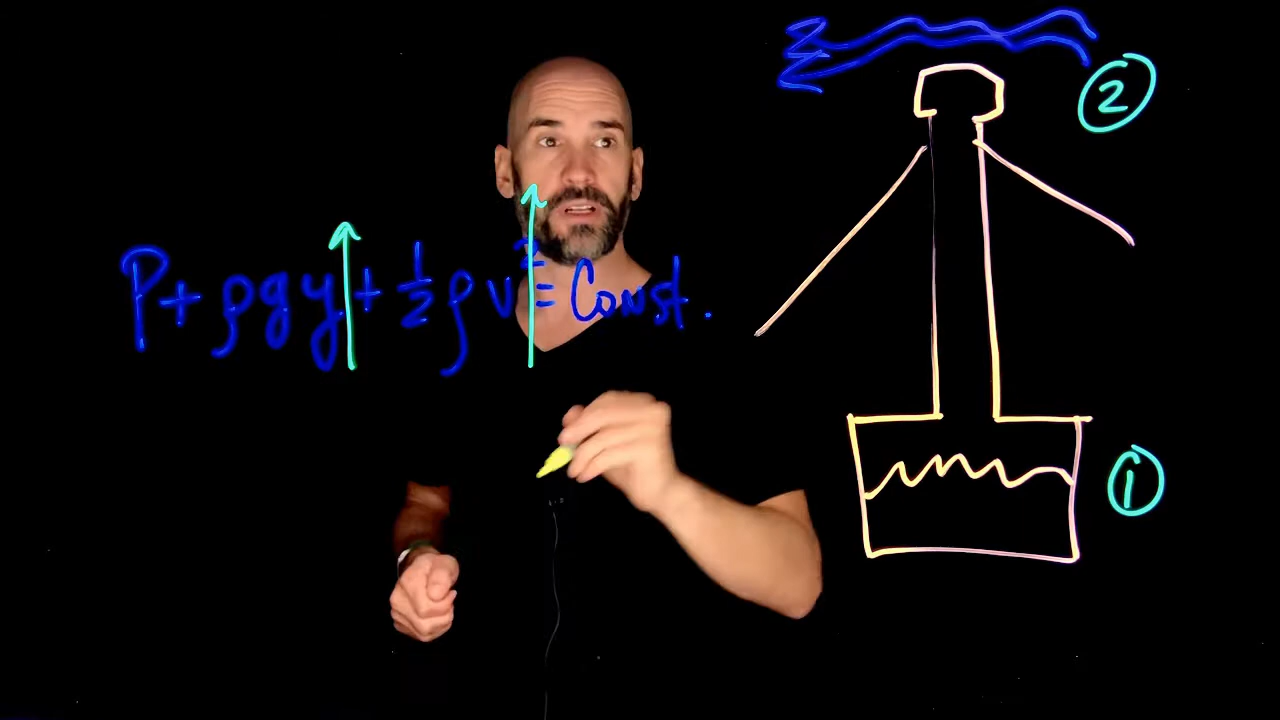 P + ρgy + ½ρv² = Const.
②
①